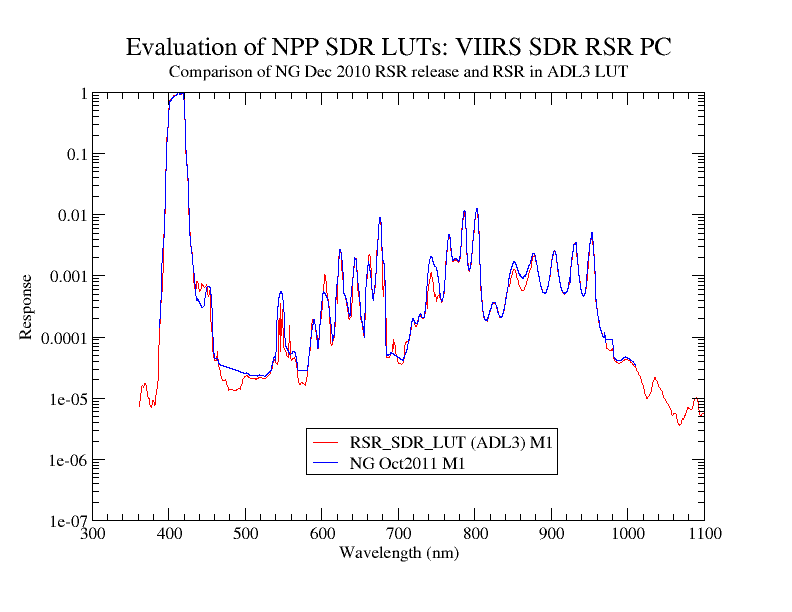 Evaluation of NPP SDR LUTs: VIIRS SDR RSR PC
Comparison of NG Dec 2010 RSR release and RSR in ADL3 LUT
1
0.1
0.01
0.001
0.0001
1e-05
1e-06
1e-07
Response
RSR_SDR_LUT (ADL3) M1
NG Oct2011 M1
300 400 500 600 700 800 900 1000 1100
Wavelength (nm)